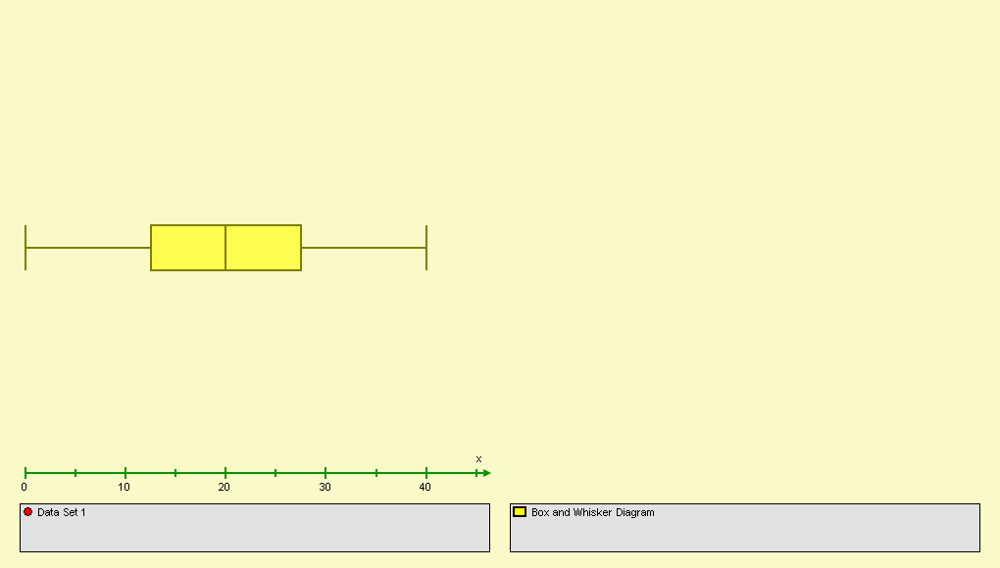 x
0 10 20 30 40
Data Set 1
Box and Whisker Diagram